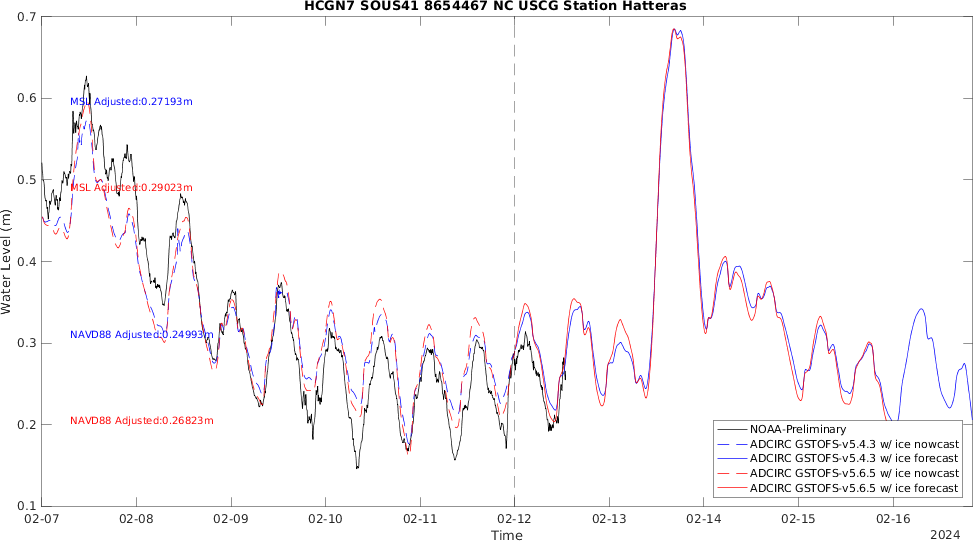 HCGN7 SOUS41 8654467 NC USCG Station Hatteras
0.7
0.6
0.5
0.4
0.3
0.2
0.1
Water Level (m)
MSL Adjusted:0.27193m
MSL Adjusted:0.29023m
NAVD88 Adjusted:0.24993m
NAVD88 Adjusted:0.26823m
NOAA-Preliminary
ADCIRC GSTOFS-v5.4.3 w/ ice nowcast
ADCIRC GSTOFS-v5.4.3 w/ ice forecast
ADCIRC GSTOFS-v5.6.5 w/ ice nowcast
ADCIRC GSTOFS-v5.6.5 w/ ice forecast
02-07 02-08 02-09 02-10 02-11 02-12 02-13 02-14 02-15 02-16
Time
2024